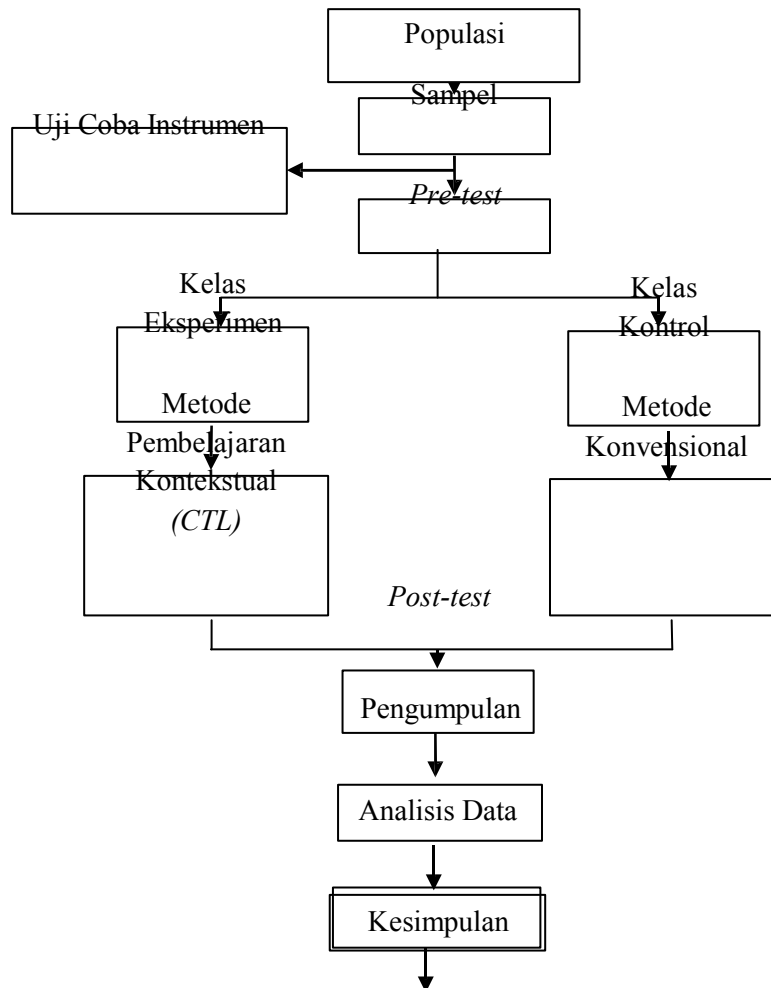 Populasi
Sampel
Uji Coba Instrumen
Pre-test
Kelas
Eksperimen
Kelas
Kontrol
Metode
Pembelajaran
Kontekstual
(CTL)
Metode
Konvensional
Post-test
Pengumpulan
Analisis Data
Kesimpulan